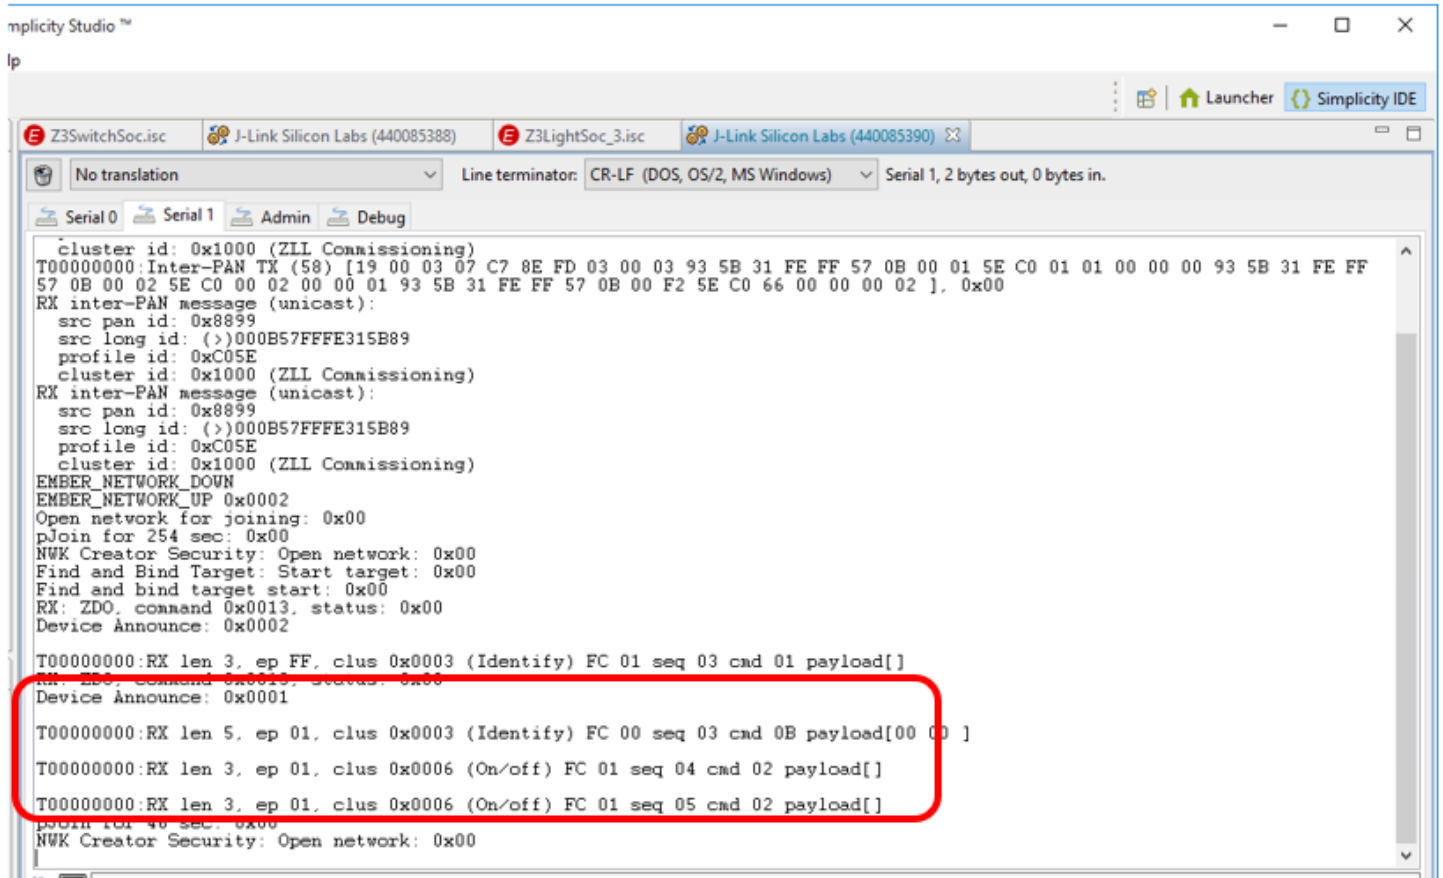 mplicity Studio ™
lp
Launcher {} Simplicity IDE
Z3SwitchSoc.isc J-Link Silicon Labs (440085388) Z3LightSoc_3.isc J-Link Silicon Labs (440085390)
No translation Line terminator: CR-LF (DOS, OS/2, MS Windows) Serial 1, 2 bytes out, 0 bytes in.
Serial 0 Serial 1 Admin Debug
cluster id: 0x1000 (ZLL Commissioning)
T00000000:Inter-PAN TX (58) [19 00 03 07 C7 8E FD 03 00 03 93 5B 31 FE FF 57 0B 00 01 5E C0 01 01 00 00 00 93 5B 31 FE FF
57 0B 00 02 5E C0 00 02 00 00 01 93 5B 31 FE FF 57 0B 00 F2 5E C0 66 00 00 00 02 ], 0x00
RX inter-PAN message (unicast):
src pan id: 0x8899
src long id: (>)000B57FFFE315B89
profile id: 0xC05E
cluster id: 0x1000 (ZLL Commissioning)
RX inter-PAN message (unicast):
src pan id: 0x8899
src long id: (>)000B57FFFE315B89
profile id: 0xC05E
cluster id: 0x1000 (ZLL Commissioning)
EMBER_NETWORK_DOWN
EMBER_NETWORK_UP 0x0002
Open network for joining: 0x00
pJoin for 254 sec: 0x00
NWK Creator Security: Open network: 0x00
Find and Bind Target: Start target: 0x00
Find and bind target start: 0x00
RX: ZDO, command 0x0013, status: 0x00
Device Announce: 0x0002
T00000000:RX len 3, ep FF, clus 0x0003 (Identify) FC 01 seq 03 cmd 01 payload[]
RX: ZDO, command 0x0013, status: 0x00
Device Announce: 0x0001
T00000000:RX len 5, ep 01, clus 0x0003 (Identify) FC 00 seq 03 cmd 0B payload[00 00 ]
T00000000:RX len 3, ep 01, clus 0x0006 (On/off) FC 01 seq 04 cmd 02 payload[]
T00000000:RX len 3, ep 01, clus 0x0006 (On/off) FC 01 seq 05 cmd 02 payload[]
pJoin for 46 sec: 0x00
NWK Creator Security: Open network: 0x00